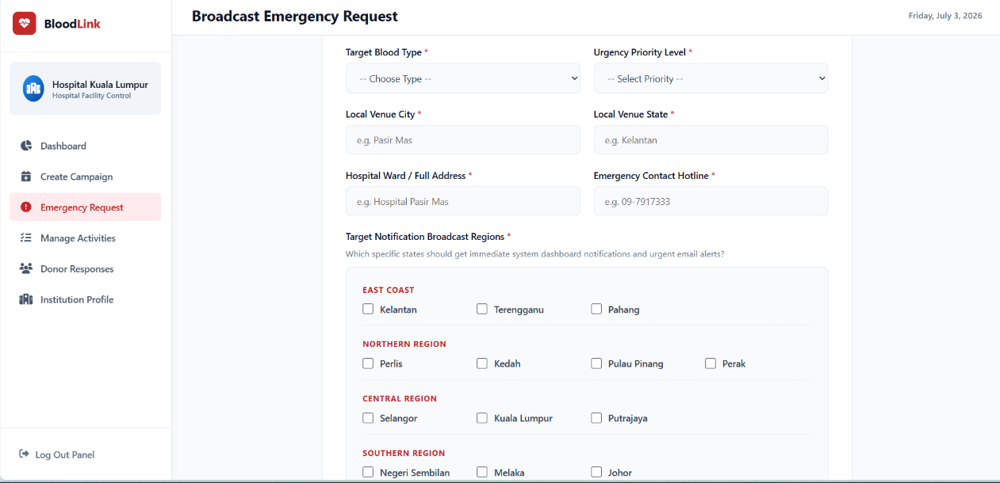 BloodLink
Broadcast Emergency Request
Friday, July 3, 2026
Hospital Kuala Lumpur
Hospital Facility Control
Dashboard
Create Campaign
Emergency Request
Manage Activities
Donor Responses
Institution Profile
Log Out Panel
Target Blood Type * Urgency Priority Level *
-- Choose Type -- -- Select Priority --
Local Venue City * Local Venue State *
e.g. Pasir Mas e.g. Kelantan
Hospital Ward / Full Address * Emergency Contact Hotline *
e.g. Hospital Pasir Mas e.g. 09-7917333
Target Notification Broadcast Regions *
Which specific states should get immediate system dashboard notifications and urgent email alerts?
EAST COAST
Kelantan Terengganu Pahang
NORTHERN REGION
Perlis Kedah Pulau Pinang Perak
CENTRAL REGION
Selangor Kuala Lumpur Putrajaya
SOUTHERN REGION
Negeri Sembilan Melaka Johor